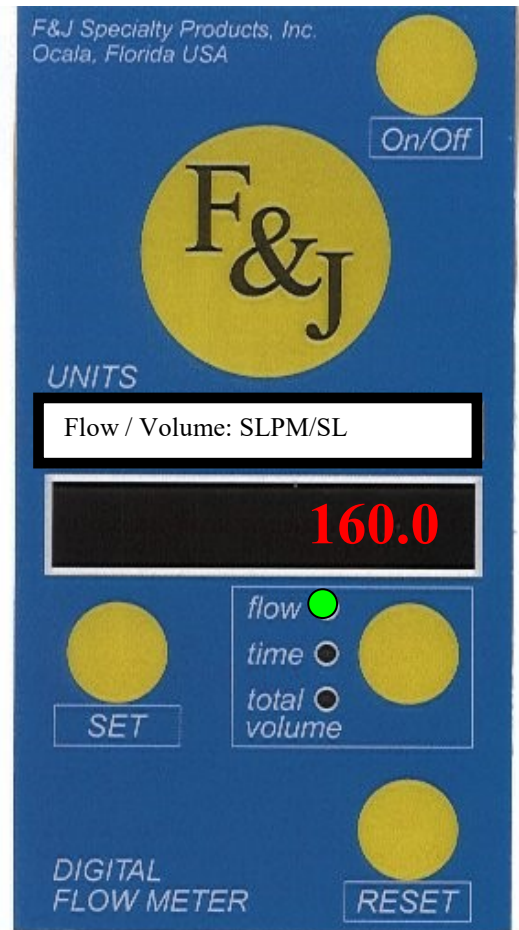 F&J Specialty Products, Inc.
Ocala, Florida USA
On/Off
F&J
UNITS
Flow / Volume: SLPM/SL
160.0
flow
time
total
volume
SET
DIGITAL
FLOW METER
RESET